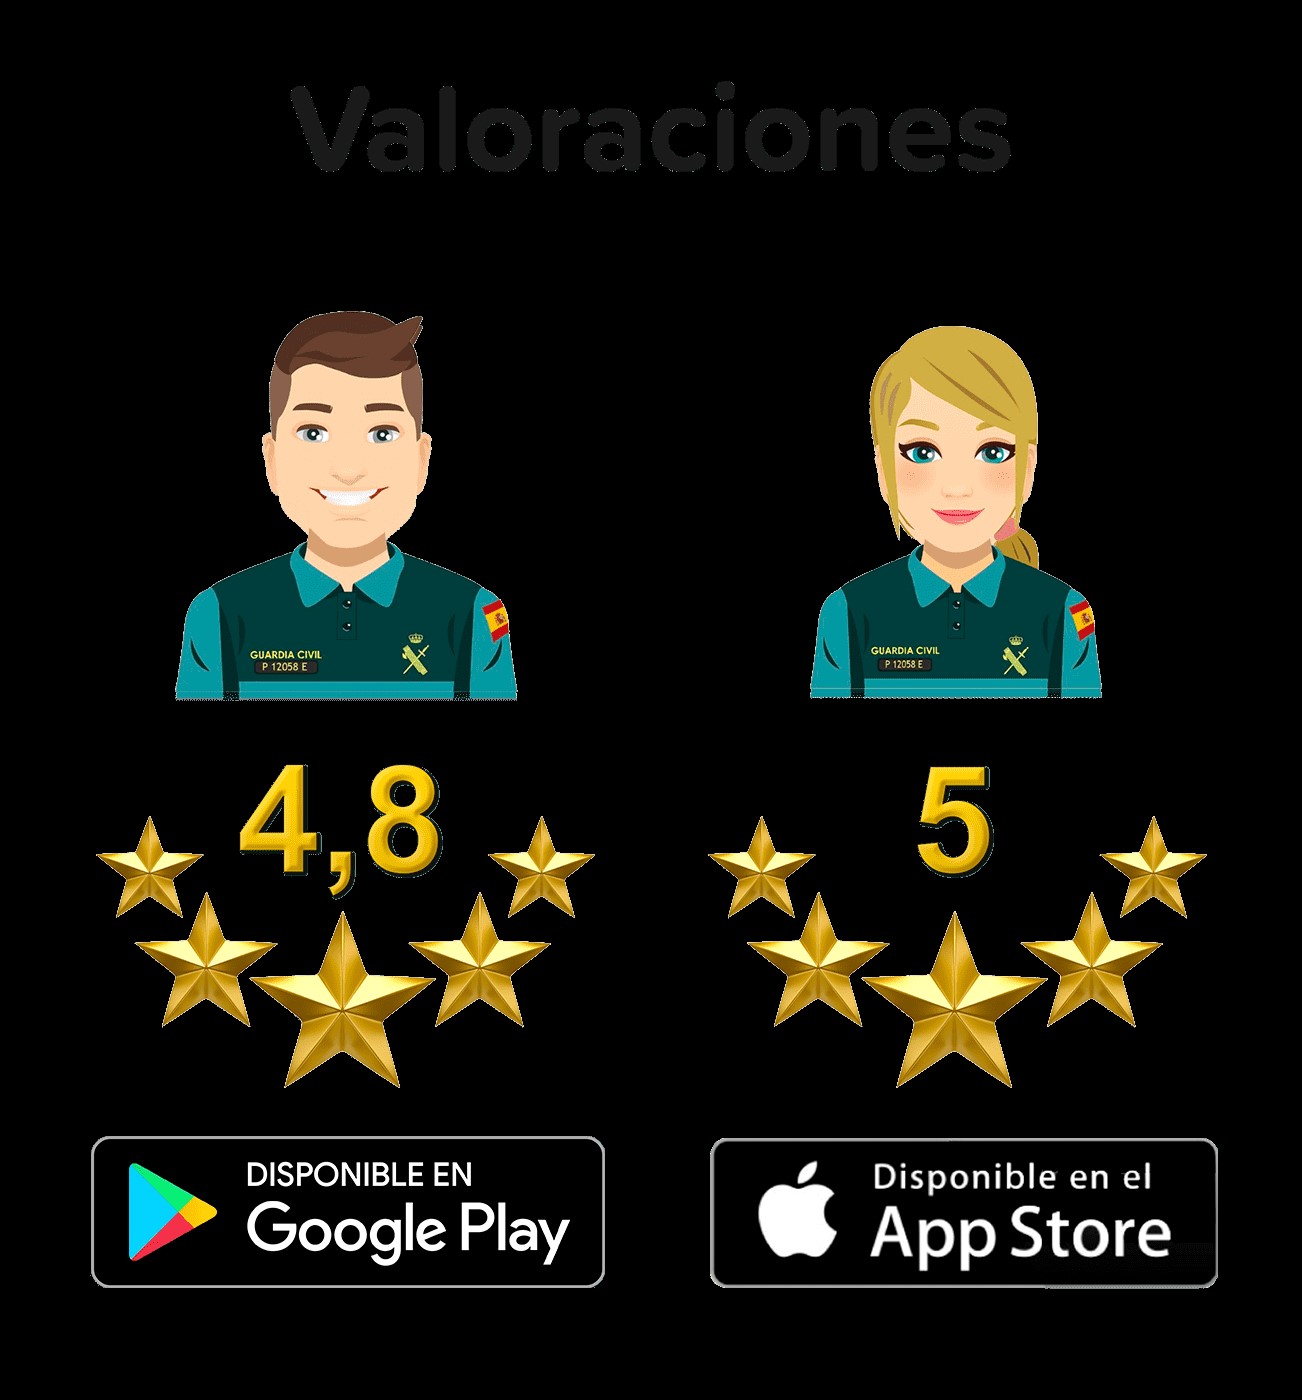 Valoraciones
GUARDIA CIVIL
P 12058 E
GUARDIA CIVIL
P 12058 E
4,8
5
DISPONIBLE EN
Google Play
Disponible en el
App Store